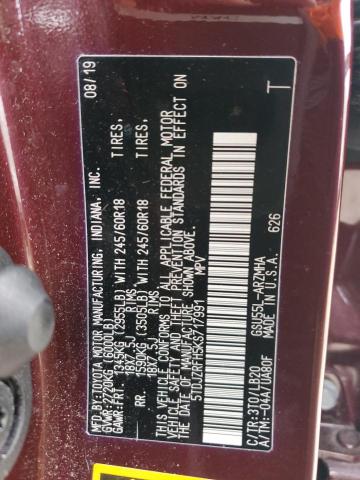 MFD.BY:TOYOTA MOTOR MANUFACTURING, INDIANA, INC. 08/19
GVWR:2720KG(6000LB)
GAWR:FRT. 1345KG(2955LB) WITH 245/60R18 TIRES,
18X7.5J RIMS
RR. 1590KG(3505LB) WITH 245/60R18 TIRES,
18X7.5J RIMS
THIS VEHICLE CONFORMS TO ALL APPLICABLE FEDERAL MOTOR
VEHICLE SAFETY AND THEFT PREVENTION STANDARDS IN EFFECT ON
THE DATE OF MANUFACTURE SHOWN ABOVE.
5TDJZRFH5KS717991 MPV
C/TR:3T0/LB20 GSU55L-ARZMHA 626 T
A/TM:-04A/UA80F MADE IN U.S.A.